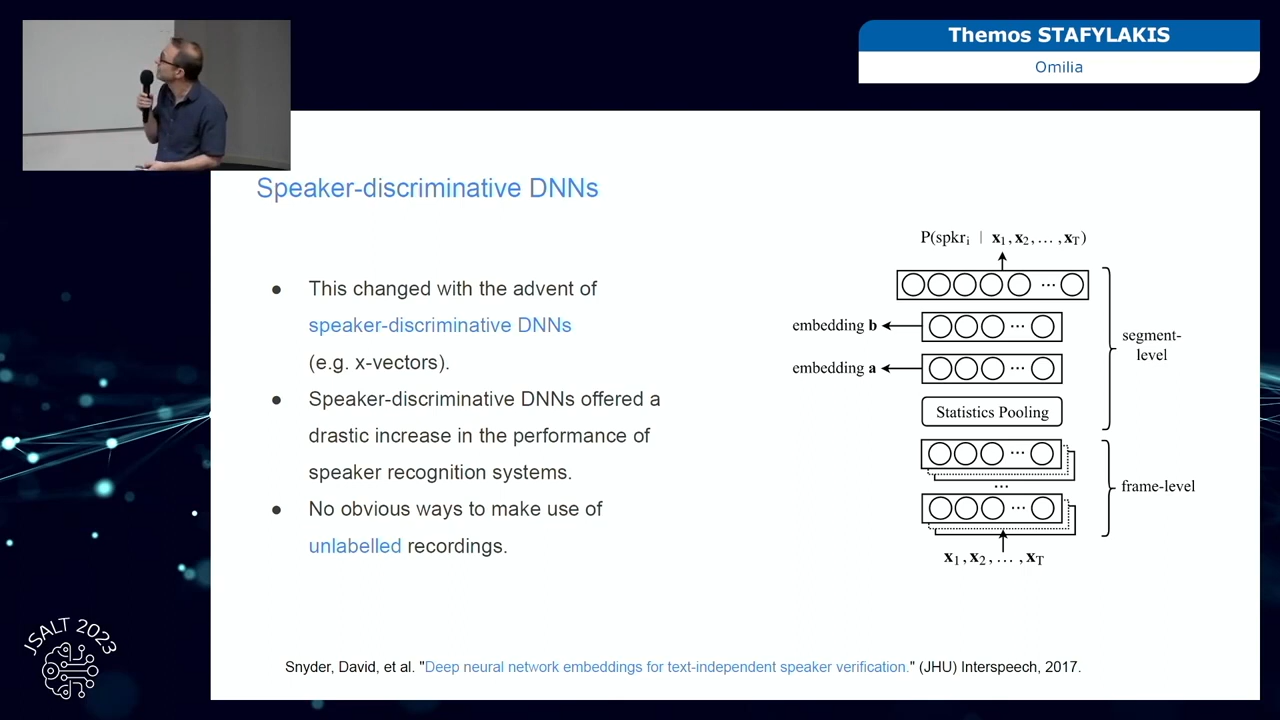 Themos STAFYLAKIS
Omilia
Speaker-discriminative DNNs
● This changed with the advent of
speaker-discriminative DNNs
(e.g. x-vectors).
● Speaker-discriminative DNNs offered a
drastic increase in the performance of
speaker recognition systems.
● No obvious ways to make use of
unlabelled recordings.
P(spkrᵢ | x₁, x₂, … , x_T)
embedding b
embedding a
Statistics Pooling
segment-
level
frame-level
x₁, x₂, … , x_T
Snyder, David, et al. "Deep neural network embeddings for text-independent speaker verification." (JHU) Interspeech, 2017.
JSALT 2023